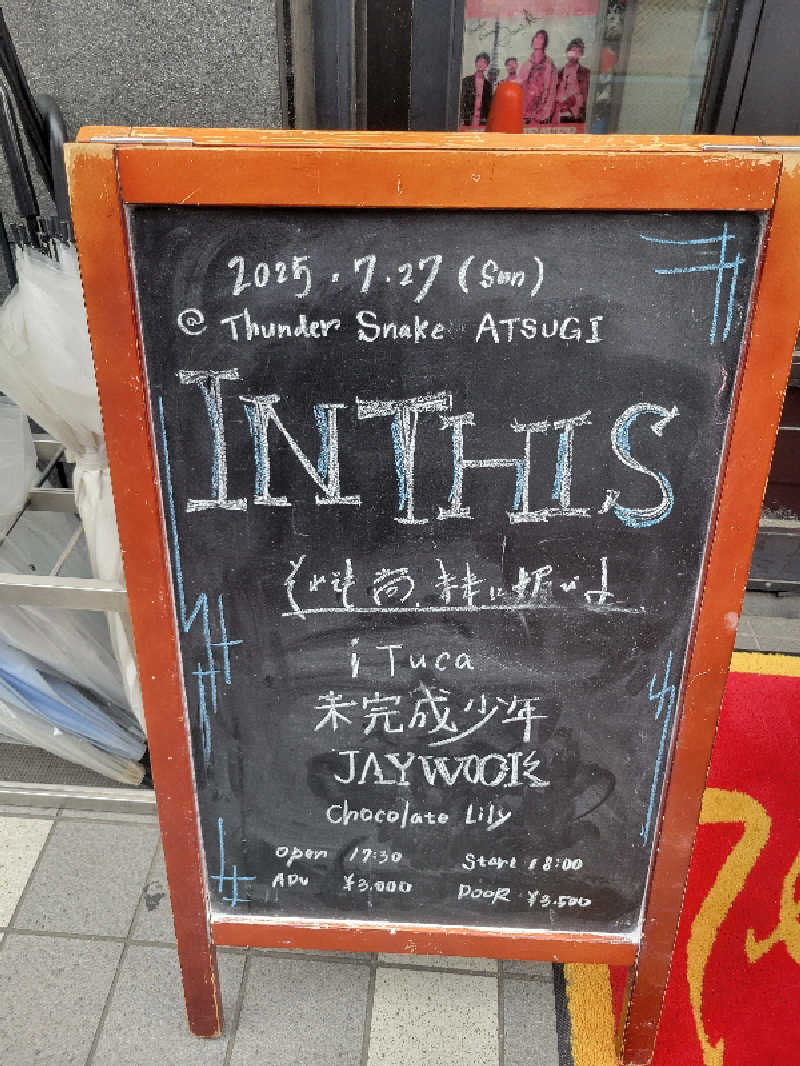 2025.7.27(Sun)
@ Thunder Snake ATSUGI
INTHIS
i Tuca
未完成少年
JAYWOOK
Chocolate Lily
open 17:30 Start 18:00
ADV ¥3,000 DOOR ¥3,500